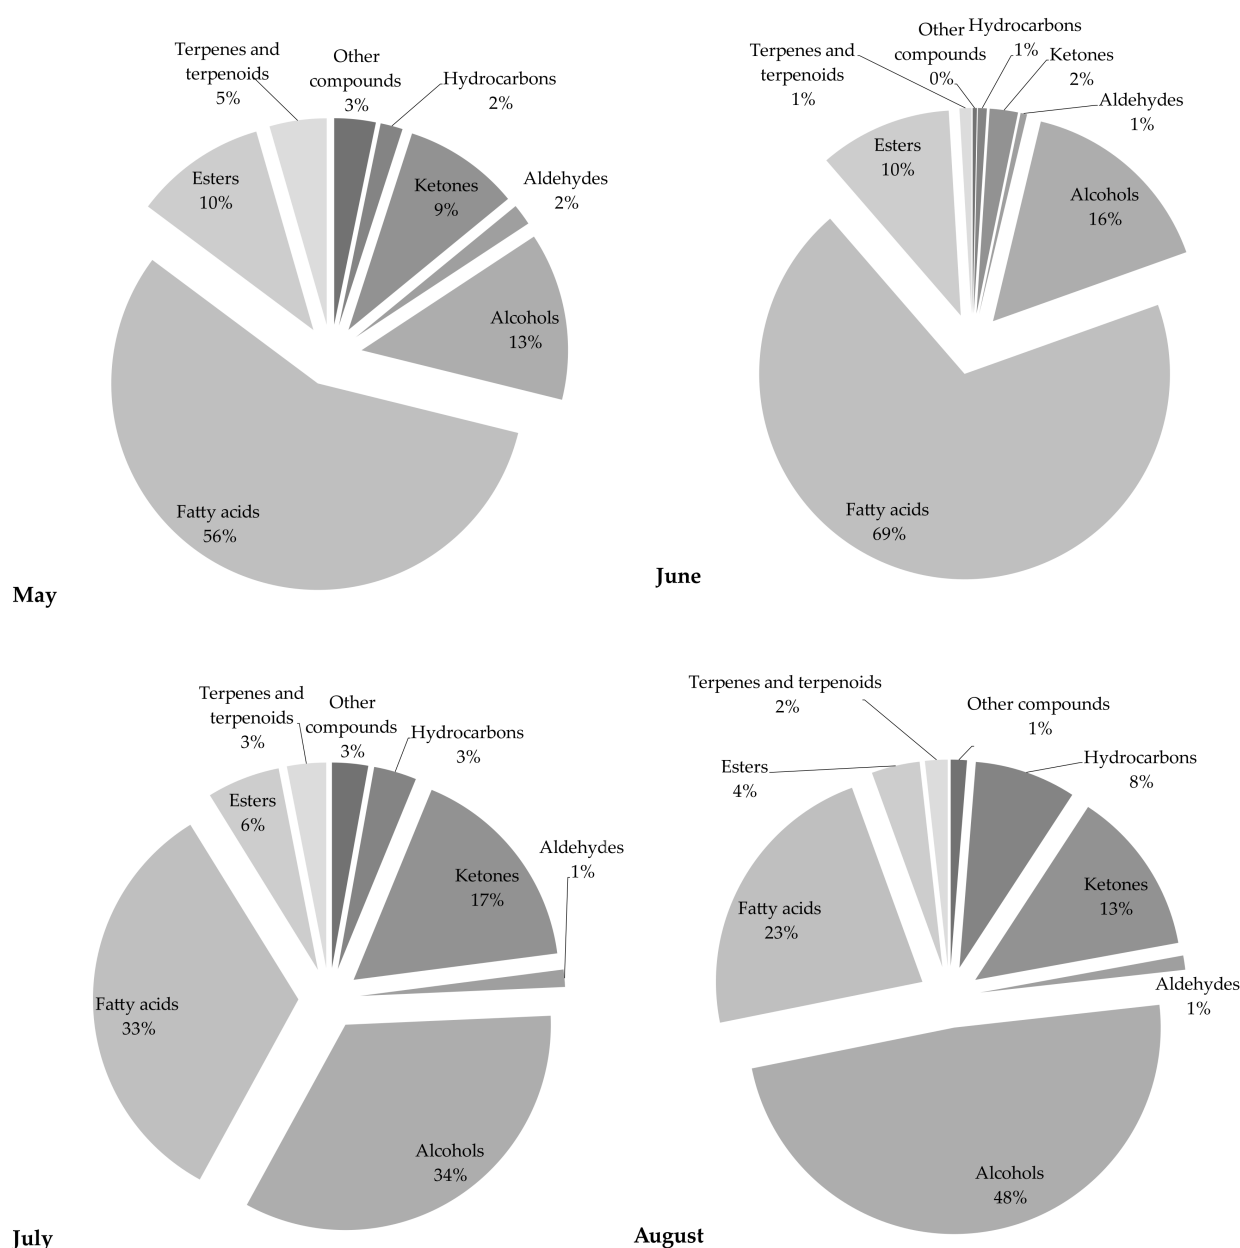 Terpenes and
terpenoids
5%
Other
compounds
3%
Hydrocarbons
2%
Esters
10%
Ketones
9%
Aldehydes
2%
Alcohols
13%
Fatty acids
56%
May
Terpenes and
terpenoids
1%
Other
compounds
0%
Hydrocarbons
1%
Ketones
2%
Aldehydes
1%
Esters
10%
Alcohols
16%
Fatty acids
69%
June
Terpenes and
terpenoids
3%
Other
compounds
3%
Hydrocarbons
3%
Esters
6%
Ketones
17%
Aldehydes
1%
Fatty acids
33%
Alcohols
34%
July
Terpenes and terpenoids
2%
Other compounds
1%
Esters
4%
Hydrocarbons
8%
Ketones
13%
Fatty acids
23%
Aldehydes
1%
Alcohols
48%
August